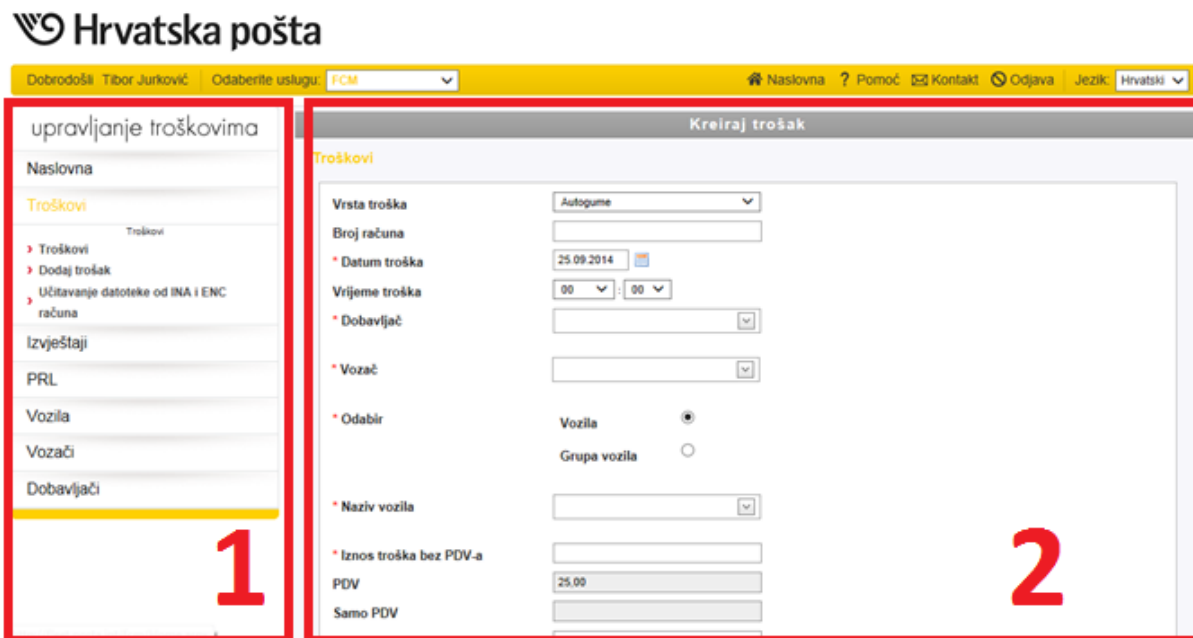 Hrvatska pošta
Dobrodošli Tibor Jurković Odaberite uslugu: FCM Naslovna ? Pomoć Kontakt Odjava Jezik: Hrvatski
upravljanje troškovima
Naslovna
Troškovi
Troškovi
Troškovi
Dodaj trošak
Učitavanje datoteke od INA i ENC
računa
Izvještaji
PRL
Vozila
Vozači
Dobavljači
1
Kreiraj trošak
Troškovi
Vrsta troška Autogume
Broj računa
* Datum troška 25.09.2014
Vrijeme troška 00 : 00
* Dobavljač
* Vozač
* Odabir Vozila
Grupa vozila
* Naziv vozila
* Iznos troška bez PDV-a
PDV 25,00
Samo PDV
2